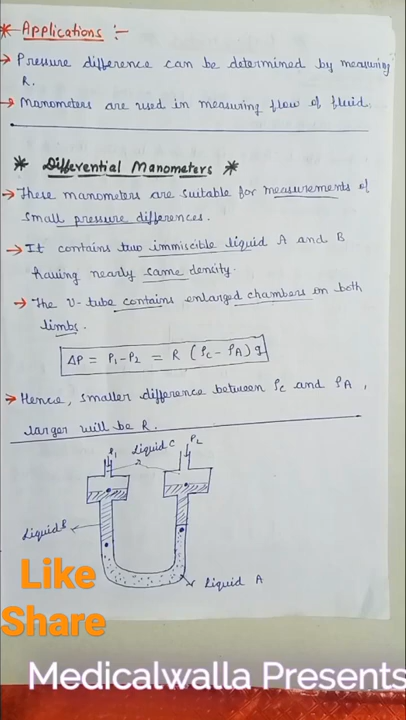 * Applications :-
→ Pressure difference can be determined by measuring
R.
→ Manometers are used in measuring flow of fluid.
* Differential Manometers *
→ These manometers are suitable for measurements of
small pressure differences.
→ It contains two immiscible liquid A and B
having nearly same density.
→ The U-tube contains enlarged chambers on both
limbs.
ΔP = P₁-P₂ = R (ρc - ρA) g
→ Hence, smaller difference between ρc and ρA ,
larger will be R.
P₁ Liquid C P₂
Liquid B
Liquid A
Like
Share
Medicalwalla Presents